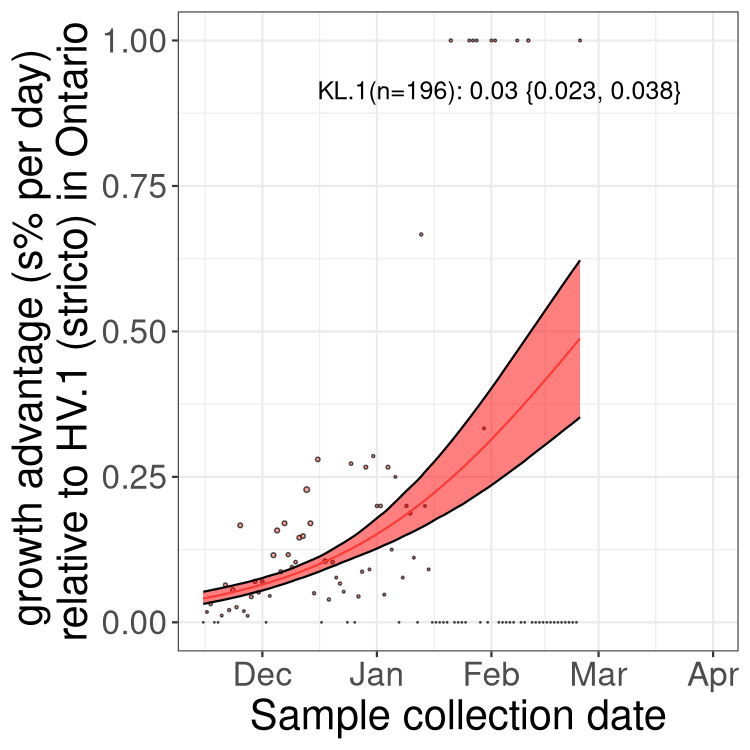 growth advantage (s% per day)
relative to HV.1 (stricto) in Ontario
1.00
KL.1(n=196): 0.03 {0.023, 0.038}
0.75
0.50
0.25
0.00
Dec Jan Feb Mar Apr
Sample collection date